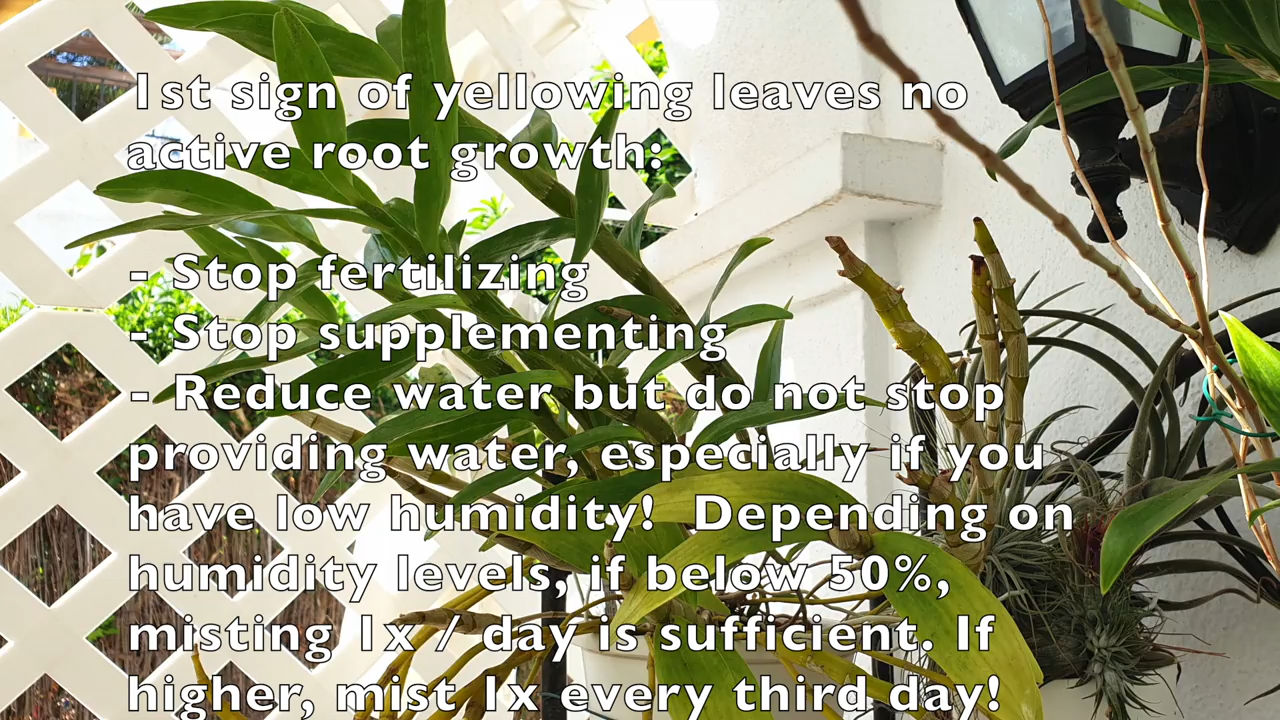 1st sign of yellowing leaves no
active root growth:
- Stop fertilizing
- Stop supplementing
- Reduce water but do not stop
providing water, especially if you
have low humidity!  Depending on
humidity levels, if below 50%,
misting 1x / day is sufficient. If
higher, mist 1x every third day!